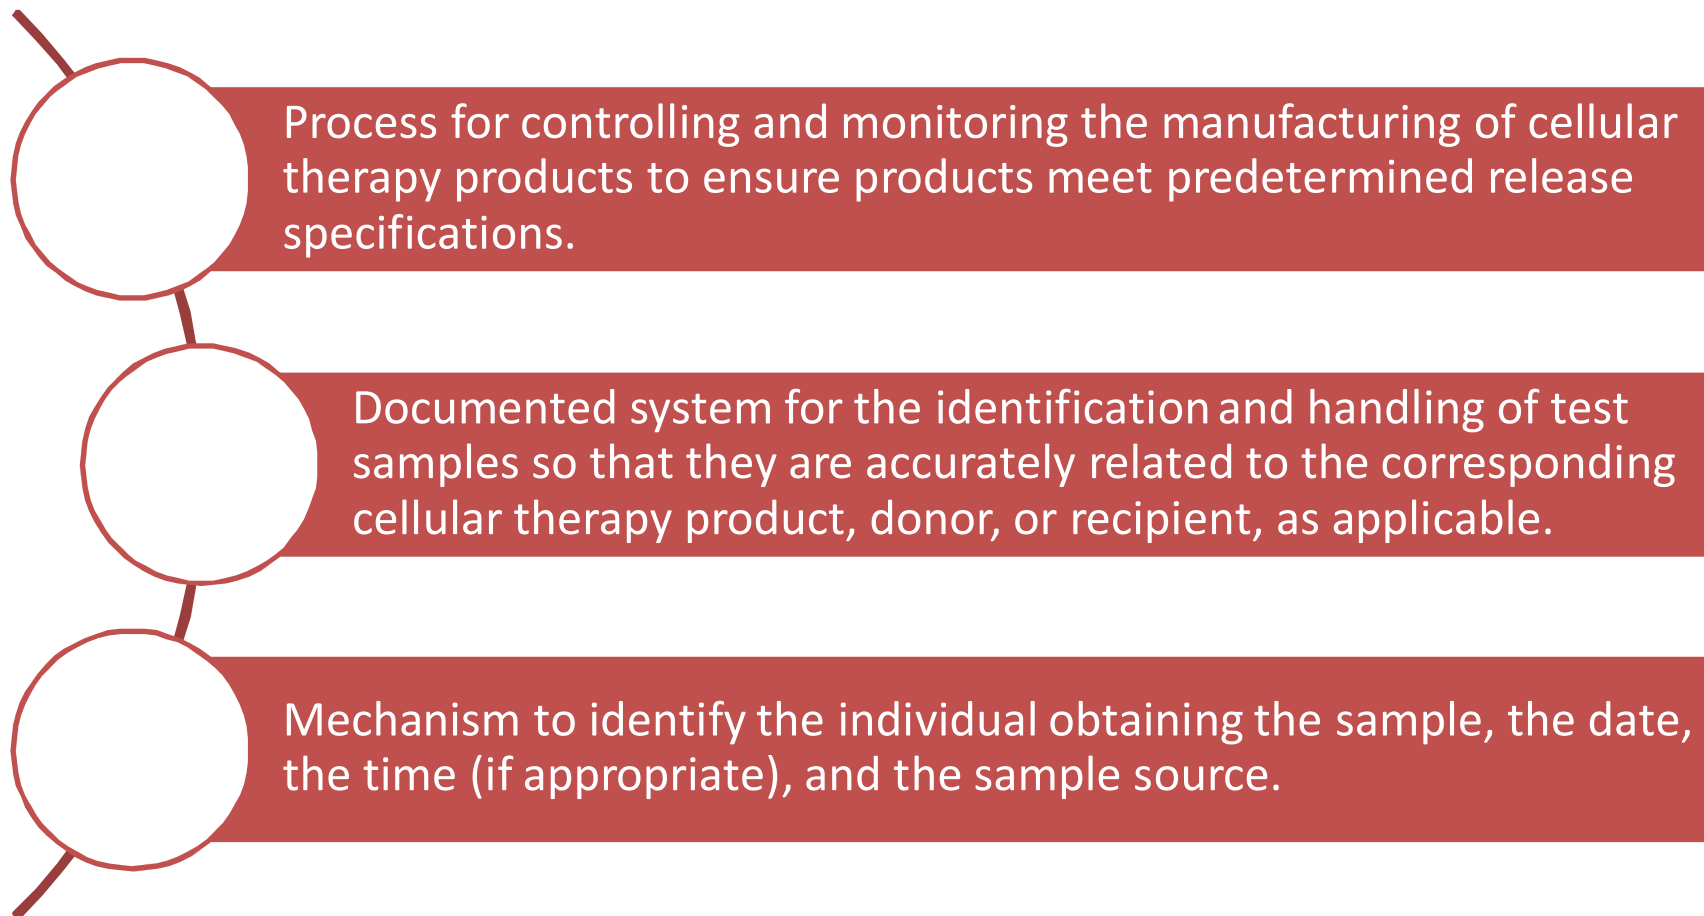 Process for controlling and monitoring the manufacturing of cellular
therapy products to ensure products meet predetermined release
specifications.
Documented system for the identification and handling of test
samples so that they are accurately related to the corresponding
cellular therapy product, donor, or recipient, as applicable.
Mechanism to identify the individual obtaining the sample, the date,
the time (if appropriate), and the sample source.